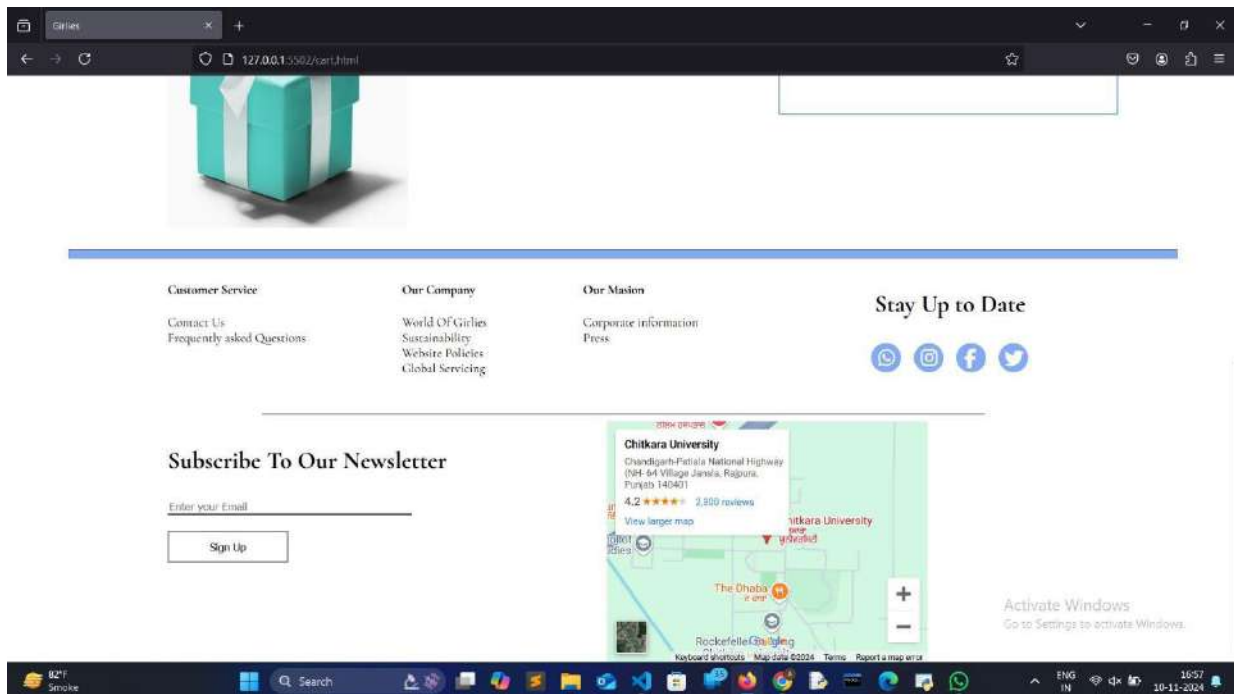 Girlies
127.0.0.1:5502/cart.html
Customer Service
Contact Us
Frequently asked Questions
Our Company
World Of Girlies
Sustainability
Website Policies
Global Servicing
Our Masion
Corporate information
Press
Stay Up to Date
Subscribe To Our Newsletter
Enter your Email
Sign Up
Chitkara University
Chandigarh-Patiala National Highway
(NH- 64 Village Jansla, Rajpura,
Punjab 140401
4.2 2,800 reviews
View larger map
hitkara University
The Dhaba
Rockefeller Building
Keyboard shortcuts Map data ©2024 Terms Report a map error
Activate Windows
Go to Settings to activate Windows.
82°F
Smoke
Search
ENG
IN
16:57
10-11-2024